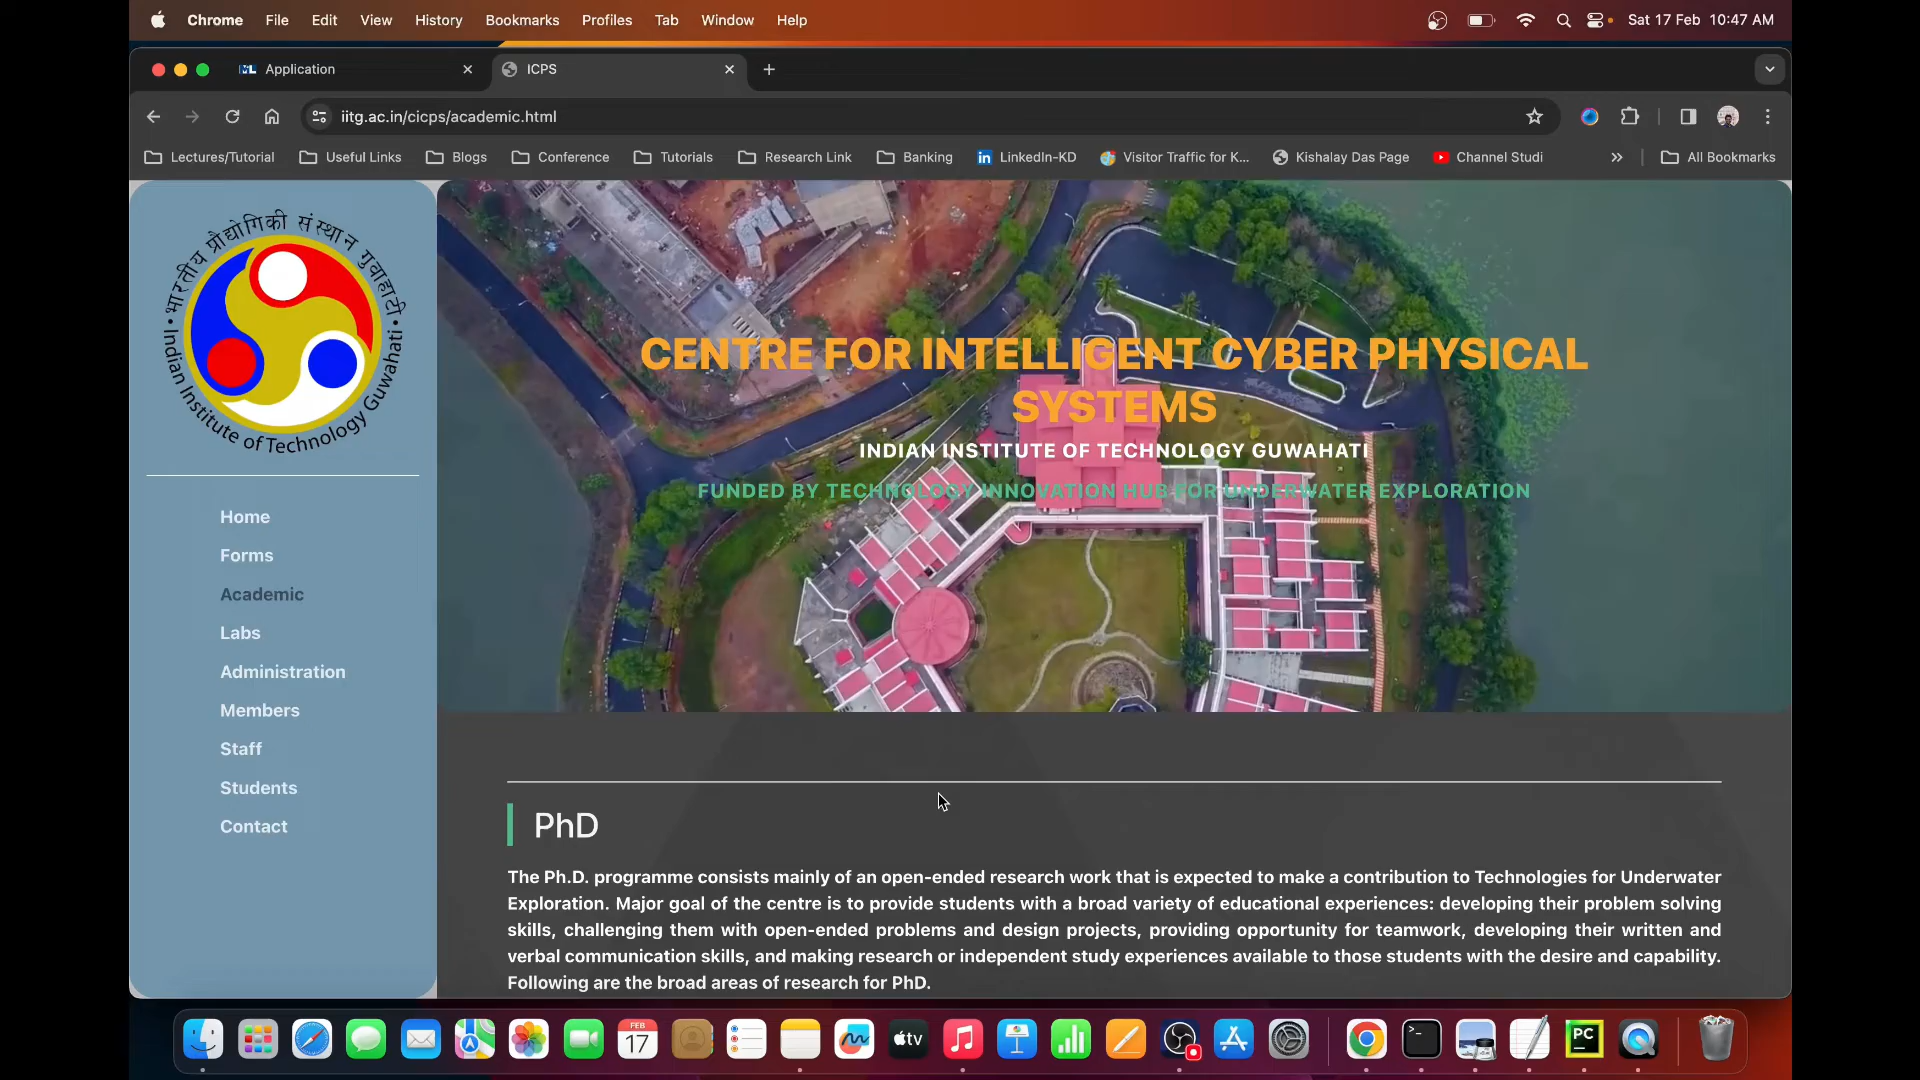 Chrome File Edit View History Bookmarks Profiles Tab Window Help Sat 17 Feb 10:47 AM
Application ICPS
iitg.ac.in/cicps/academic.html
Lectures/Tutorial Useful Links Blogs Conference Tutorials Research Link Banking LinkedIn-KD Visitor Traffic for K... Kishalay Das Page Channel Studi All Bookmarks
भारतीय प्रौद्योगिकी संस्थान गुवाहाटी
Indian Institute of Technology Guwahati
Home
Forms
Academic
Labs
Administration
Members
Staff
Students
Contact
CENTRE FOR INTELLIGENT CYBER PHYSICAL
SYSTEMS
INDIAN INSTITUTE OF TECHNOLOGY GUWAHATI
FUNDED BY TECHNOLOGY INNOVATION HUB FOR UNDERWATER EXPLORATION
PhD
The Ph.D. programme consists mainly of an open-ended research work that is expected to make a contribution to Technologies for Underwater
Exploration. Major goal of the centre is to provide students with a broad variety of educational experiences: developing their problem solving
skills, challenging them with open-ended problems and design projects, providing opportunity for teamwork, developing their written and
verbal communication skills, and making research or independent study experiences available to those students with the desire and capability.
Following are the broad areas of research for PhD.
FEB
17
tv
PC